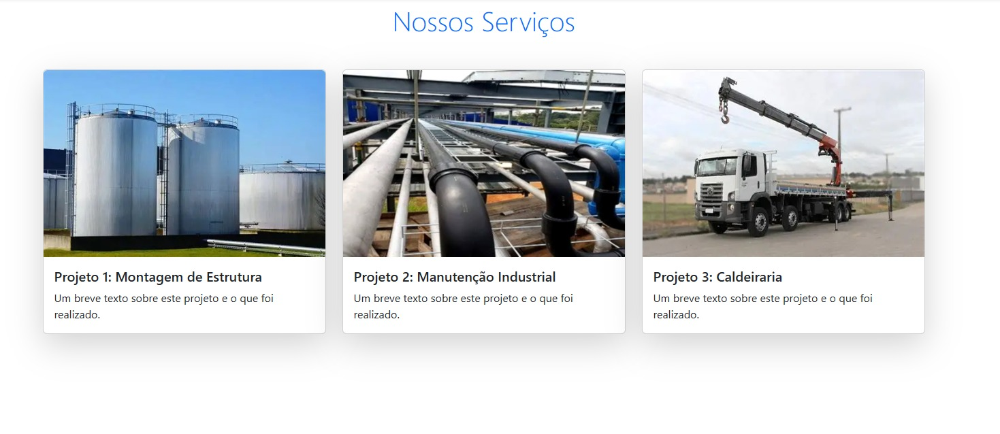 Nossos Serviços
Projeto 1: Montagem de Estrutura
Um breve texto sobre este projeto e o que foi
realizado.
Projeto 2: Manutenção Industrial
Um breve texto sobre este projeto e o que foi
realizado.
Projeto 3: Caldeiraria
Um breve texto sobre este projeto e o que foi
realizado.